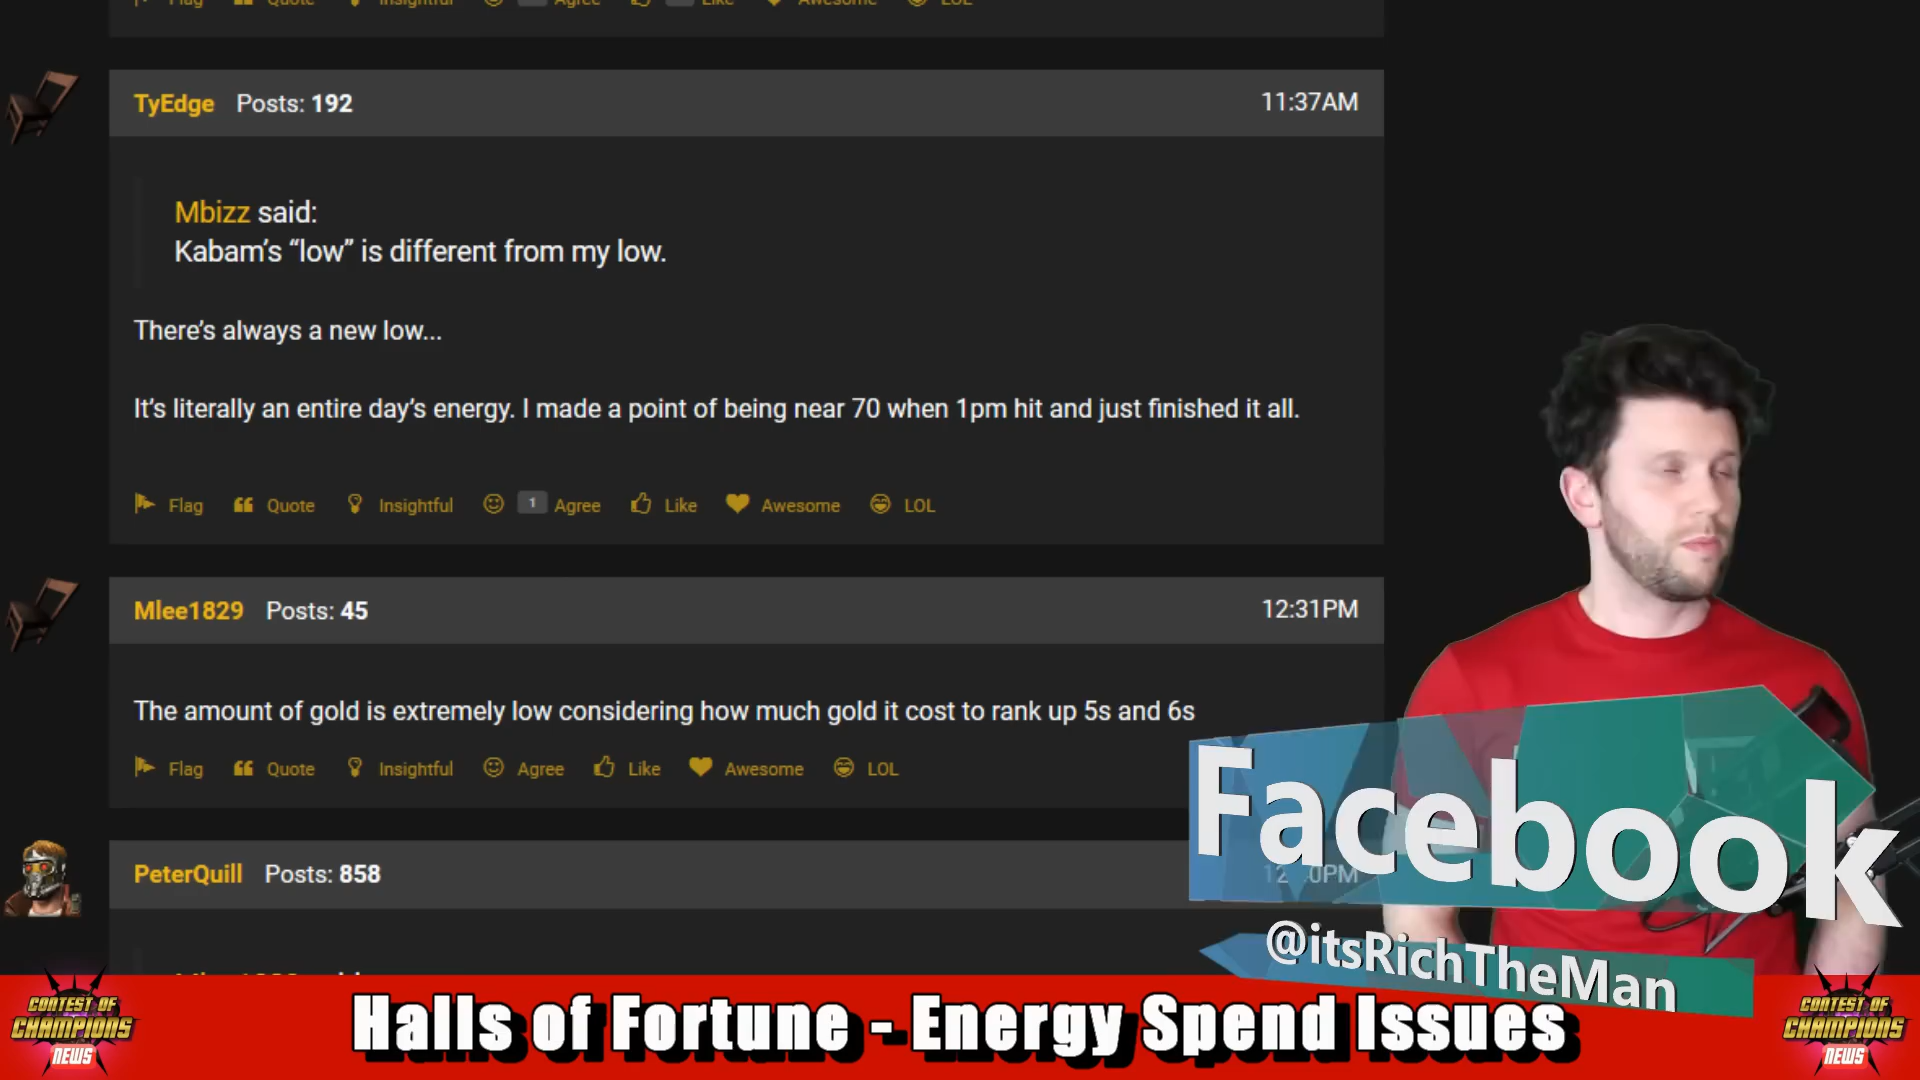 Flag Quote Insightful Agree Like Awesome LOL
TyEdge Posts: 192 11:37AM
Mbizz said:
Kabam's “low” is different from my low.
There's always a new low...
It's literally an entire day's energy. I made a point of being near 70 when 1pm hit and just finished it all.
Flag Quote Insightful 1 Agree Like Awesome LOL
Mlee1829 Posts: 45 12:31PM
The amount of gold is extremely low considering how much gold it cost to rank up 5s and 6s
Flag Quote Insightful Agree Like Awesome LOL
PeterQuill Posts: 858
Facebook
@itsRichTheMan
CONTEST OF
CHAMPIONS
NEWS
Halls of Fortune - Energy Spend Issues
CONTEST OF
CHAMPIONS
NEWS